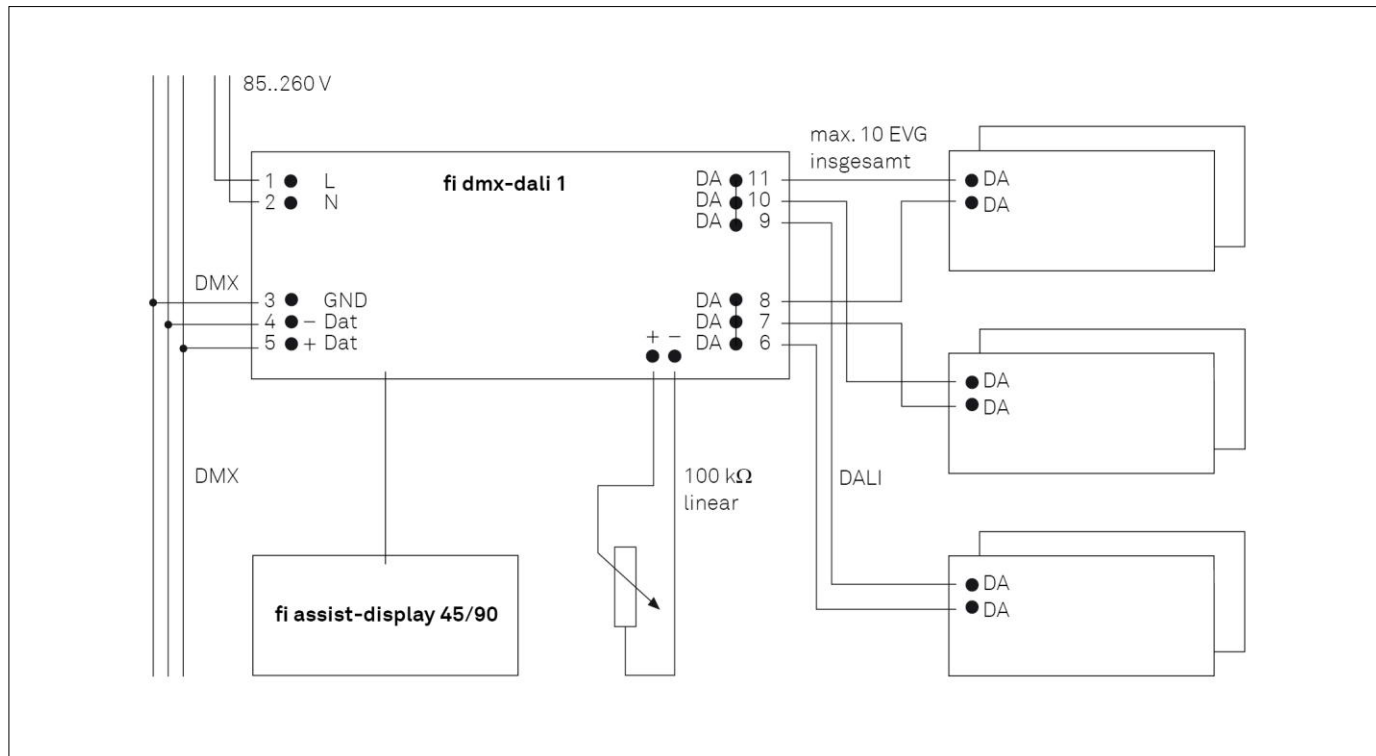 85..260 V
max. 10 EVG
insgesamt
fi dmx-dali 1
1 L
2 N
DA 11
DA 10
DA 9
DA
DA
DMX
3 GND
4 – Dat
5 + Dat
DA 8
DA 7
DA 6
+ –
DA
DA
DMX
100 kΩ
linear
DALI
fi assist-display 45/90
DA
DA